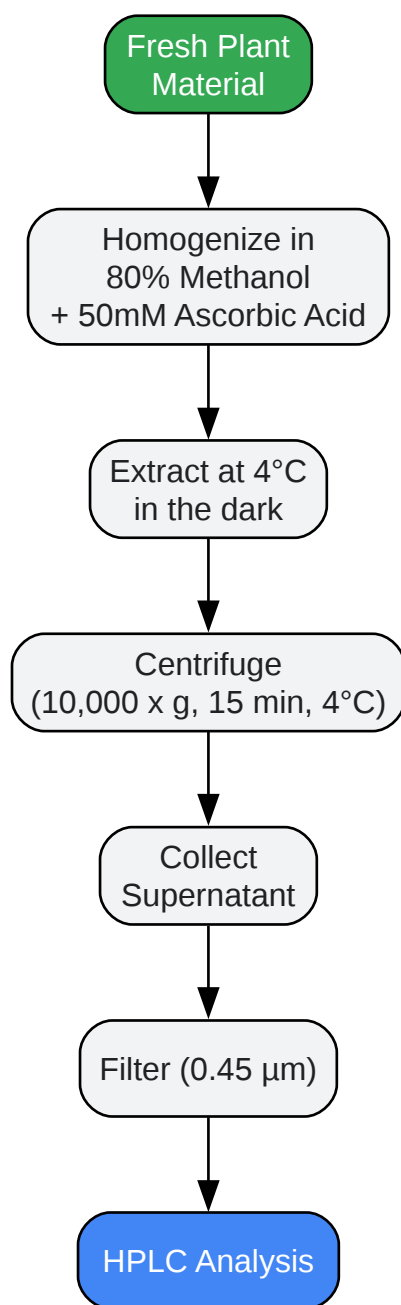 Fresh Plant
Material
Homogenize in
80% Methanol
+ 50mM Ascorbic Acid
Extract at 4°C
in the dark
Centrifuge
(10,000 x g, 15 min, 4°C)
Collect
Supernatant
Filter (0.45 µm)
HPLC Analysis